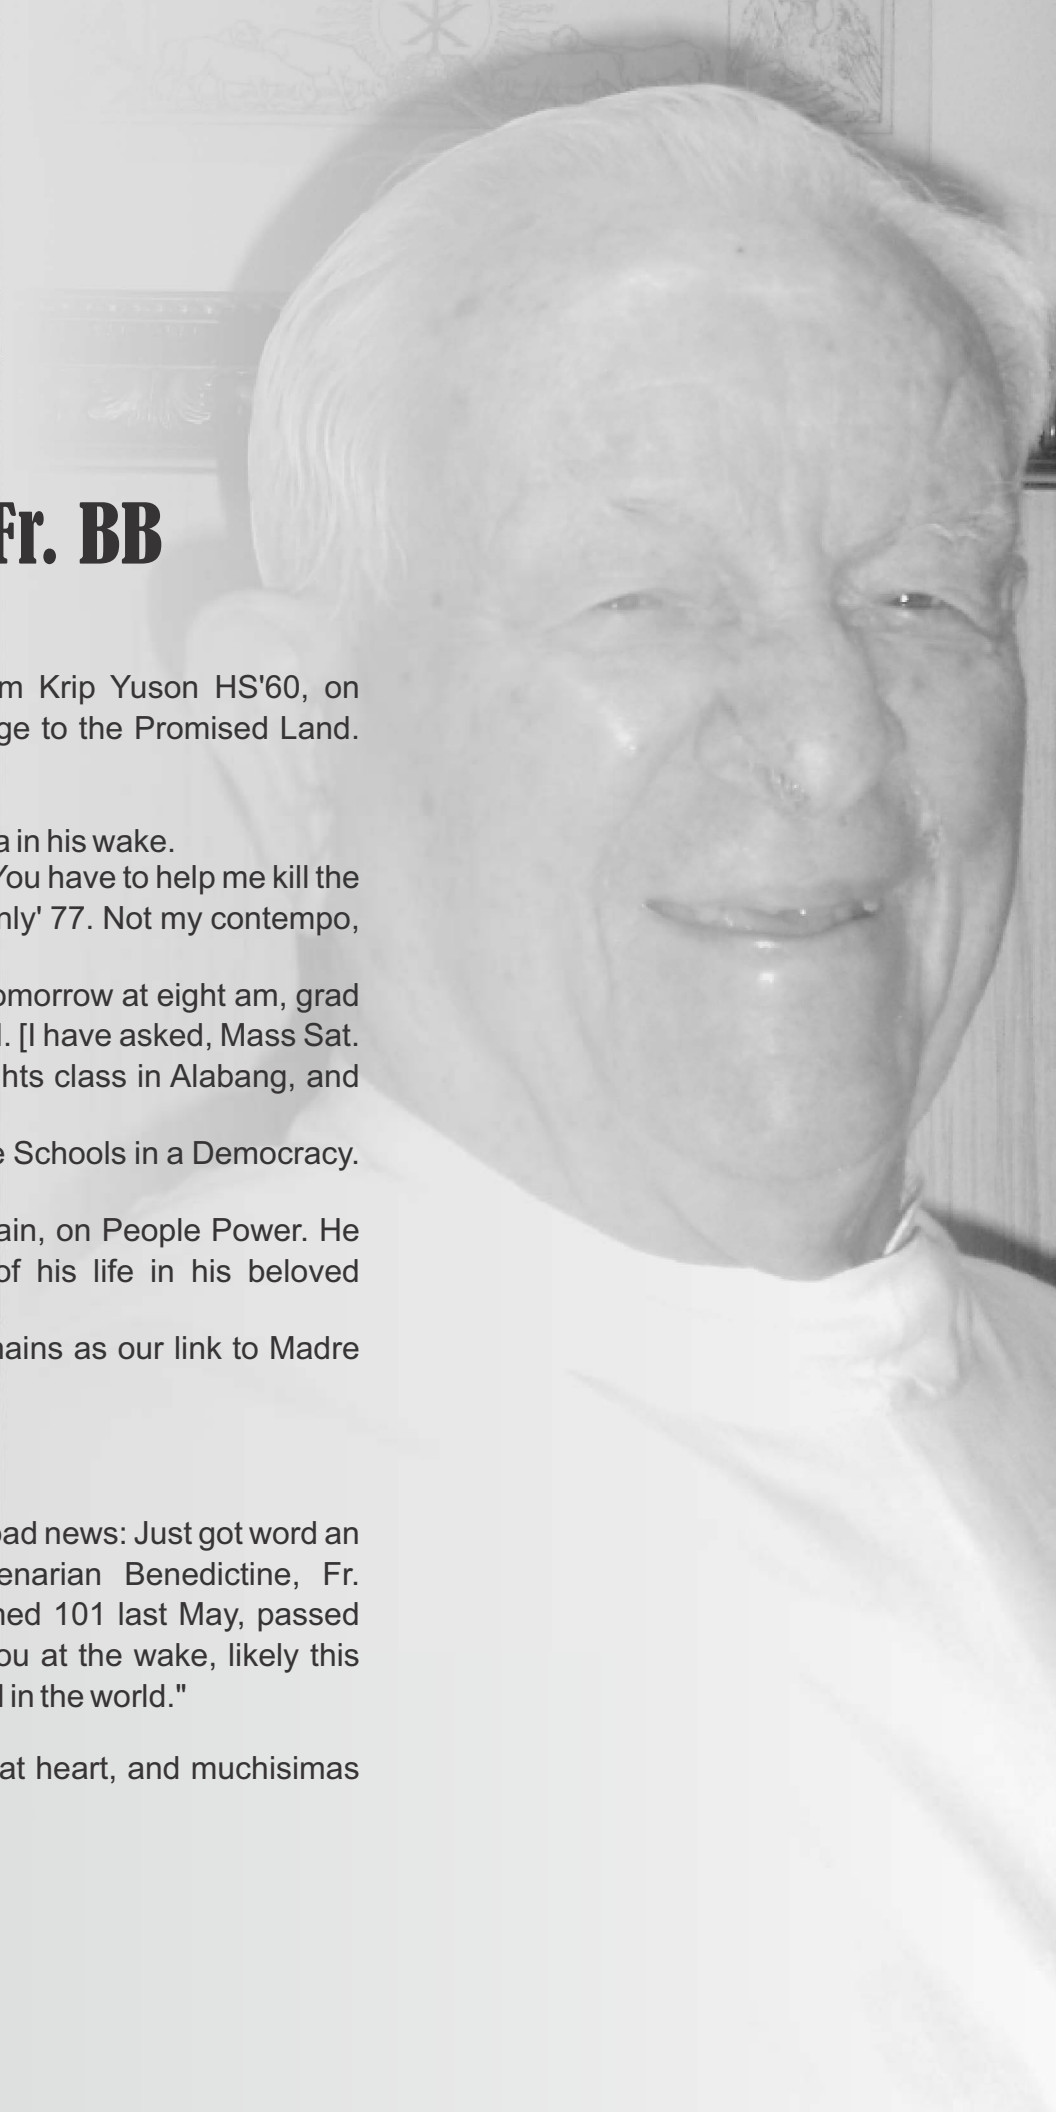 Fr. BB
m Krip Yuson HS'60, on
ge to the Promised Land.
a in his wake.
You have to help me kill the
nly' 77. Not my contempo,
omorrow at eight am, grad
. [I have asked, Mass Sat.
hts class in Alabang, and
e Schools in a Democracy.
ain, on People Power. He
of his life in his beloved
ains as our link to Madre
ad news: Just got word an
enarian Benedictine, Fr.
ned 101 last May, passed
ou at the wake, likely this
in the world."
at heart, and muchisimas